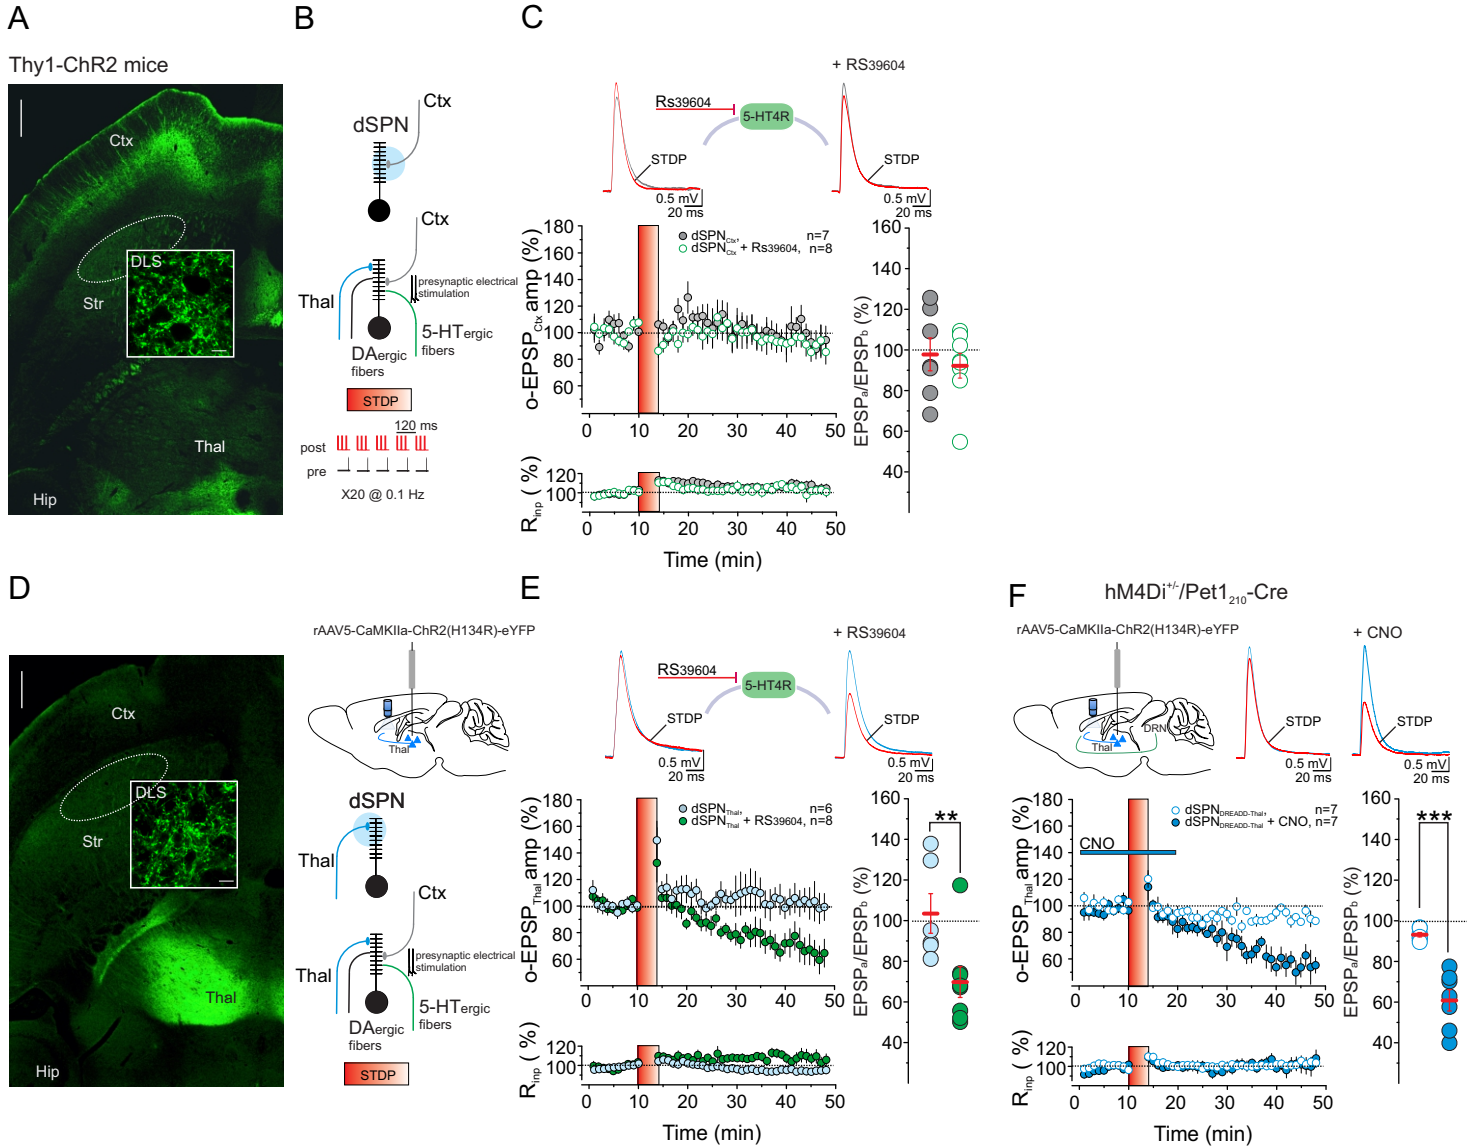 A
Thy1-ChR2 mice
Ctx
DLS
Str
Thal
Hip
B
Ctx
dSPN
Ctx
presynaptic electrical
stimulation
Thal
5-HTergic
fibers
DAergic
fibers
STDP
120 ms
post
pre
X20 @ 0.1 Hz
C
+ RS39604
Rs39604
5-HT4R
STDP
STDP
0.5 mV
20 ms
0.5 mV
20 ms
o-EPSPCtx amp (%)
180
160
140
120
100
80
60
dSPNCtx, n=7
dSPNCtx + Rs39604, n=8
0 10 20 30 40 50
Rinp ( %)
120
100
0 10 20 30 40 50
Time (min)
EPSPa/EPSPb (%)
160
140
120
100
80
60
40
D
Ctx
DLS
Str
Thal
Hip
rAAV5-CaMKIIa-ChR2(H134R)-eYFP
Thal
dSPN
Thal
Ctx
presynaptic electrical
stimulation
Thal
5-HTergic
fibers
DAergic
fibers
STDP
E
+ RS39604
RS39604
5-HT4R
STDP
STDP
0.5 mV
20 ms
0.5 mV
20 ms
o-EPSPThal amp (%)
180
160
140
120
100
80
60
dSPNThal, n=6
dSPNThal + RS39604, n=8
0 10 20 30 40 50
Rinp ( %)
120
100
0 10 20 30 40 50
Time (min)
EPSPa/EPSPb (%)
160
140
120
100
80
60
40
**
F
hM4Di+/-/Pet1210-Cre
rAAV5-CaMKIIa-ChR2(H134R)-eYFP
+ CNO
DRN
Thal
STDP
STDP
0.5 mV
20 ms
0.5 mV
20 ms
o-EPSPThal amp (%)
180
160
140
120
100
80
60
dSPNDREADD-Thal, n=7
dSPNDREADD-Thal + CNO, n=7
CNO
0 10 20 30 40 50
Rinp ( %)
120
100
0 10 20 30 40 50
Time (min)
EPSPa/EPSPb (%)
160
140
120
100
80
60
40
***